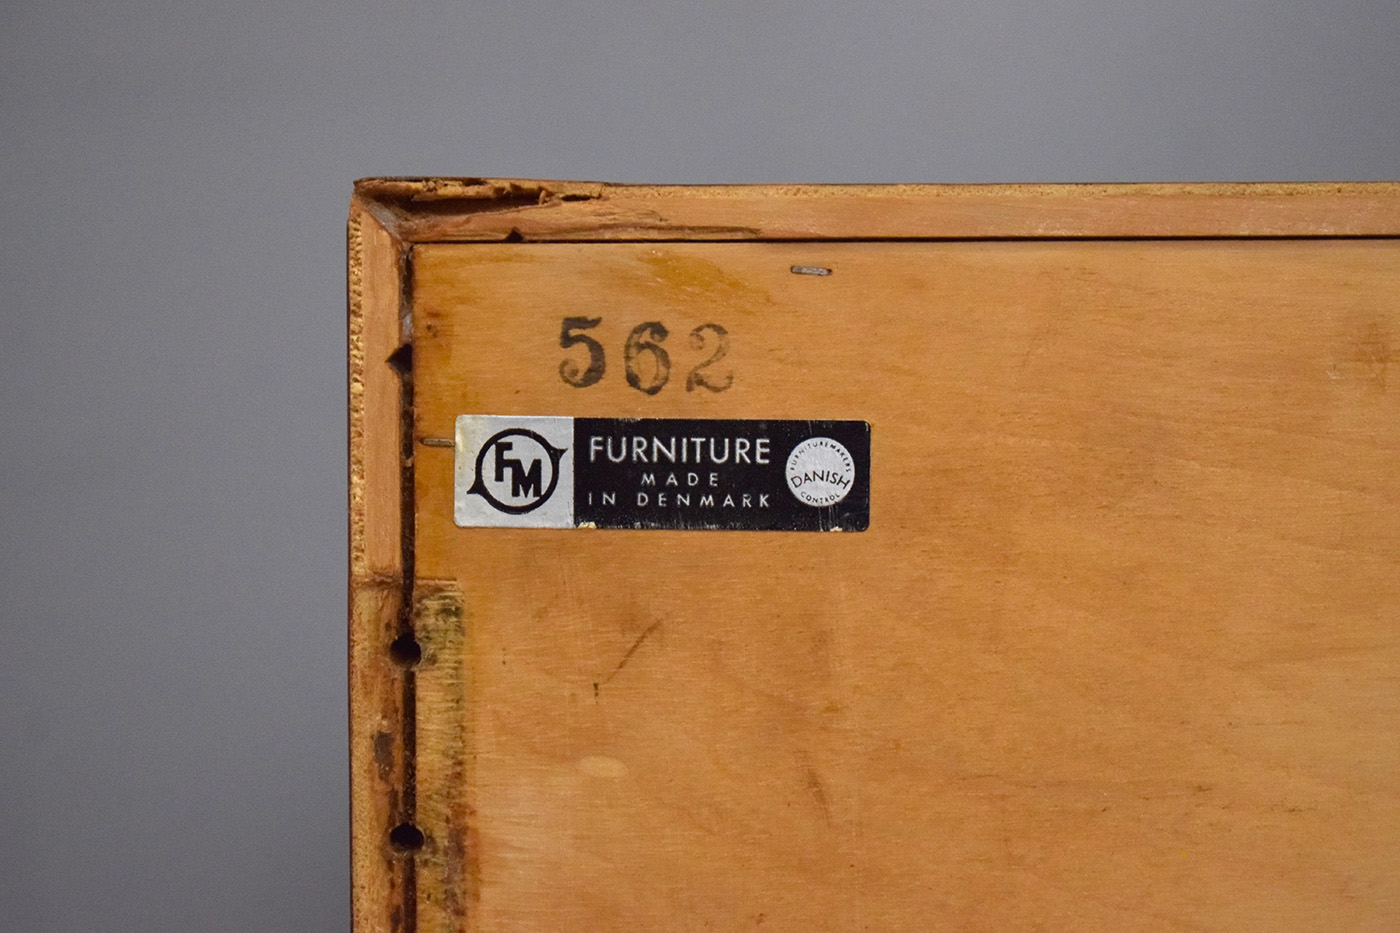 562
FM
FURNITURE
MADE
IN DENMARK
FURNITUREMAKERS
DANISH
CONTROL